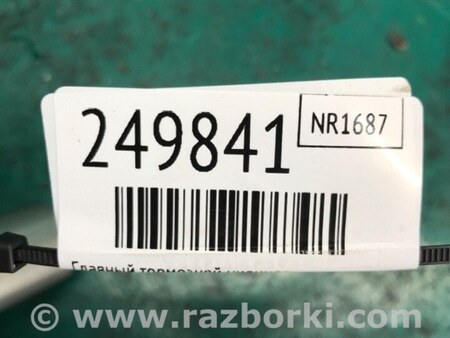 249841
NR1687
Главный тормозной
© www.razborki.com